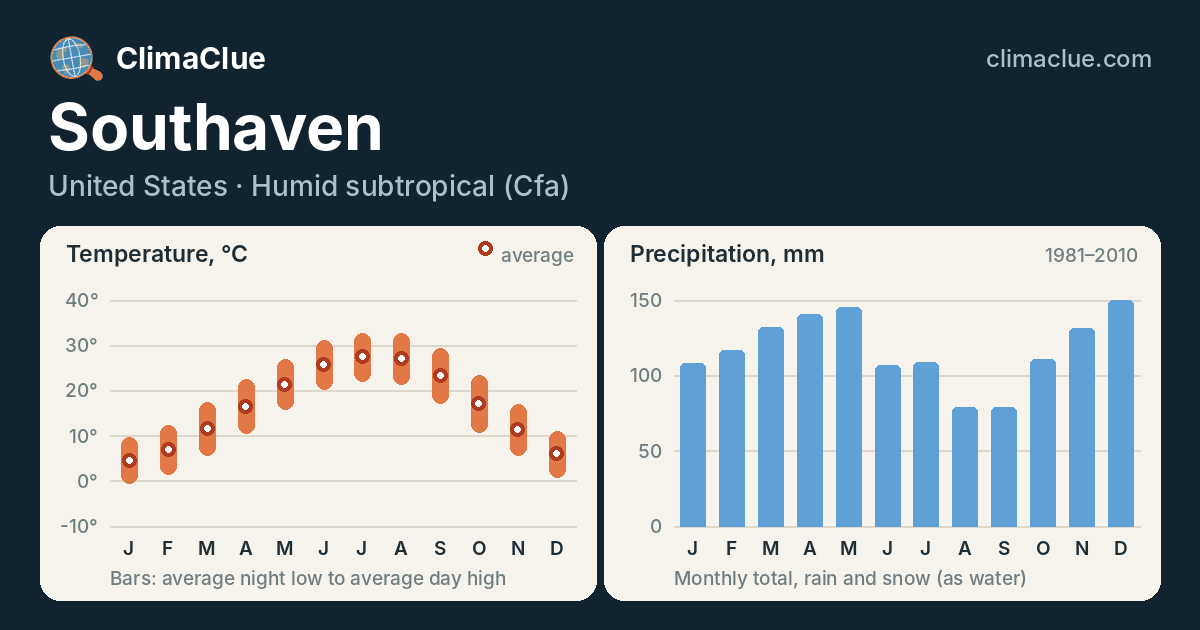 ClimaClue
climaclue.com
Southaven
United States · Humid subtropical (Cfa)
Temperature, °C
average
40°
30°
20°
10°
0°
-10°
J F M A M J J A S O N D
Bars: average night low to average day high
Precipitation, mm
1981–2010
150
100
50
0
J F M A M J J A S O N D
Monthly total, rain and snow (as water)